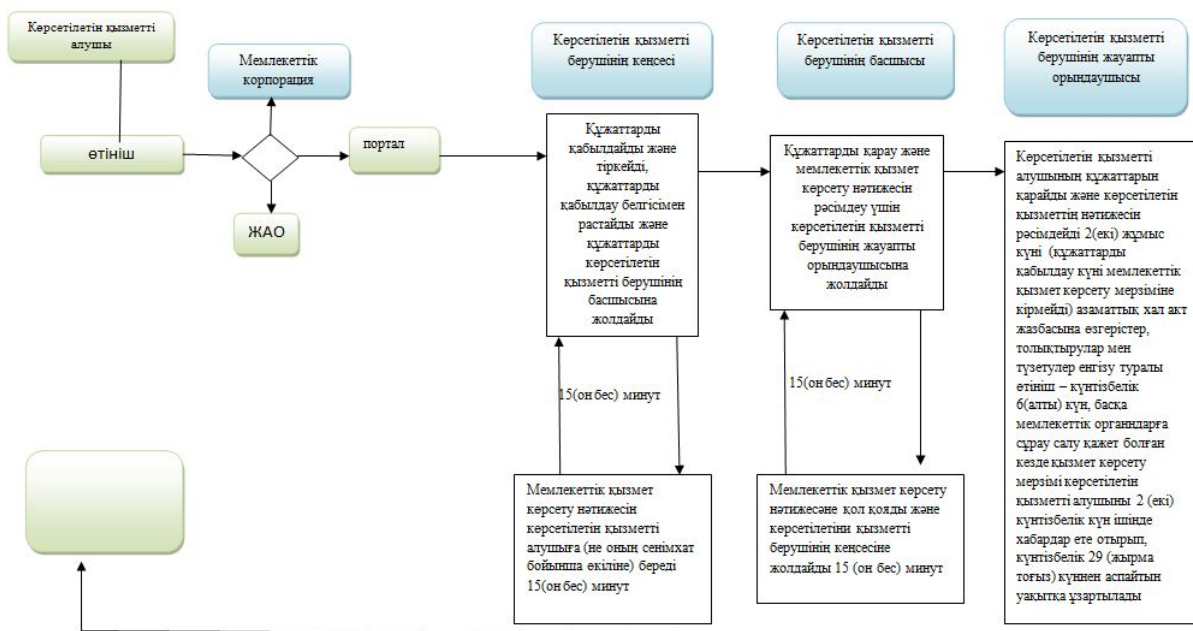 Көрсетілетін қызметті
алушы
өтініш
Мемлекеттік
корпорация
ЖАО
портал
Көрсетілетін қызметті
берушінің кеңсесі
Құжаттарды
қабылдайды және
тіркейді,
құжаттарды
қабылдау белгісімен
растайды және
құжаттарды
көрсетілетін
қызметті берушінің
басшысына
жолдайды
15(он бес) минут
Мемлекеттік қызмет
көрсету нәтижесін
көрсетілетін қызметті
алушыға (не онын сенімхат
бойынша өкіліне) береді
15(он бес) минут
Көрсетілетін қызметті
берушінің басшысы
Құжаттарды қарау және
мемлекеттік қызмет
көрсету нәтижесін
рәсімдеу үшін
көрсетілетін қызметті
берушінің жауапты
орындаушысына
жолдайды
15(он бес) минут
Мемлекеттік қызмет көрсету
нәтижесәне қол қояды және
көрсетілетіни қызметті
берушінің кеңсесіне
жолдайды 15 (он бес) минут
Көрсетілетін қызметті
берушінің жауапты
орындаушысы
Көрсетілетін қызметті
алушының құжаттарын
қарайды және көрсетілетін
қызметтің нәтижесін
рәсімдейді 2(екі) жұмыс
күні (құжаттарды
қабылдау күні мемлекеттік
қызмет көрсету мерзіміне
кірмейді) азаматтық хал акт
жазбасына өзгерістер,
толықтырулар мен
түзетулер енгізу туралы
өтініш – күнтізбелік
6(алты) күн, басқа
мемлекеттік органндарға
сұрау салу қажет болған
кезде қызмет көрсету
мерзімі көрсетілетін
қызметті алушыны 2 (екі)
күнтізбелік күн ішінде
хабардар ете отырып,
күнтізбелік 29 (жырма
тоғыз) күннен аспайтын
уақытқа ұзартылады